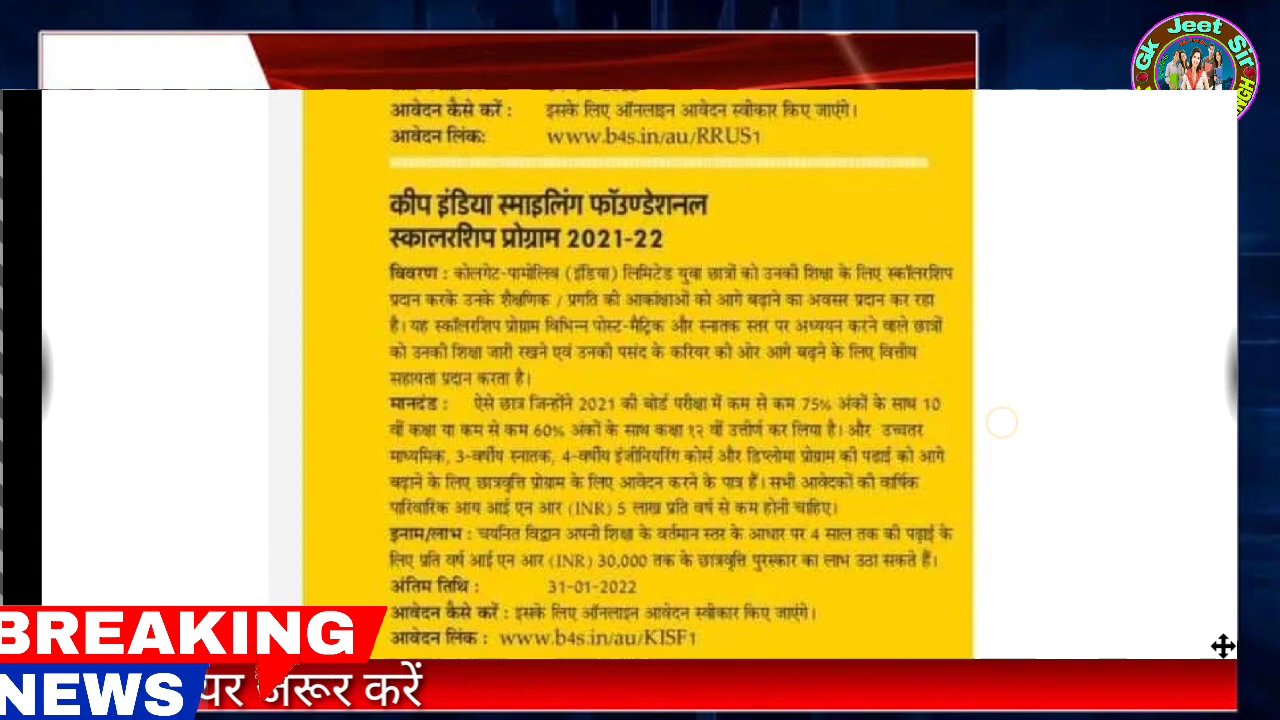 Gk Jeet Sir
आवेदन कैसे करें : इसके लिए ऑनलाइन आवेदन स्वीकार किए जाएंगे।
आवेदन लिंक: www.b4s.in/au/RRUS1
कीप इंडिया स्माइलिंग फॉउण्डेशनल
स्कालरशिप प्रोग्राम 2021-22
विवरण : कोलगेट-पामोलिव (इंडिया) लिमिटेड युवा छात्रों को उनकी शिक्षा के लिए स्कॉलरशिप
प्रदान करके उनके शैक्षणिक / प्रगति की आकांक्षाओं को आगे बढ़ाने का अवसर प्रदान कर रहा
है। यह स्कॉलरशिप प्रोग्राम विभिन्न पोस्ट-मैट्रिक और स्नातक स्तर पर अध्ययन करने वाले छात्रों
को उनकी शिक्षा जारी रखने एवं उनकी पसंद के करियर की ओर आगे बढ़ने के लिए वित्तीय
सहायता प्रदान करता है।
मानदंड : ऐसे छात्र जिन्होंने 2021 की बोर्ड परीक्षा में कम से कम 75% अंकों के साथ 10
वीं कक्षा या कम से कम 60% अंकों के साथ कक्षा १२ वीं उत्तीर्ण कर लिया है। और उच्चतर
माध्यमिक, 3-वर्षीय स्नातक, 4-वर्षीय इंजीनियरिंग कोर्स और डिप्लोमा प्रोग्राम की पढाई को आगे
बढ़ाने के लिए छात्रवृत्ति प्रोग्राम के लिए आवेदन करने के पात्र हैं। सभी आवेदकों की वार्षिक
पारिवारिक आय आई एन आर (INR) 5 लाख प्रति वर्ष से कम होनी चाहिए।
इनाम/लाभ : चयनित विद्वान अपनी शिक्षा के वर्तमान स्तर के आधार पर 4 साल तक की पढ़ाई के
लिए प्रति वर्ष आई एन आर (INR) 30,000 तक के छात्रवृत्ति पुरस्कार का लाभ उठा सकते हैं।
अंतिम तिथि : 31-01-2022
आवेदन कैसे करें : इसके लिए ऑनलाइन आवेदन स्वीकार किए जाएंगे।
आवेदन लिंक : www.b4s.in/au/KISF1
BREAKING
NEWS
पर जरूर करें